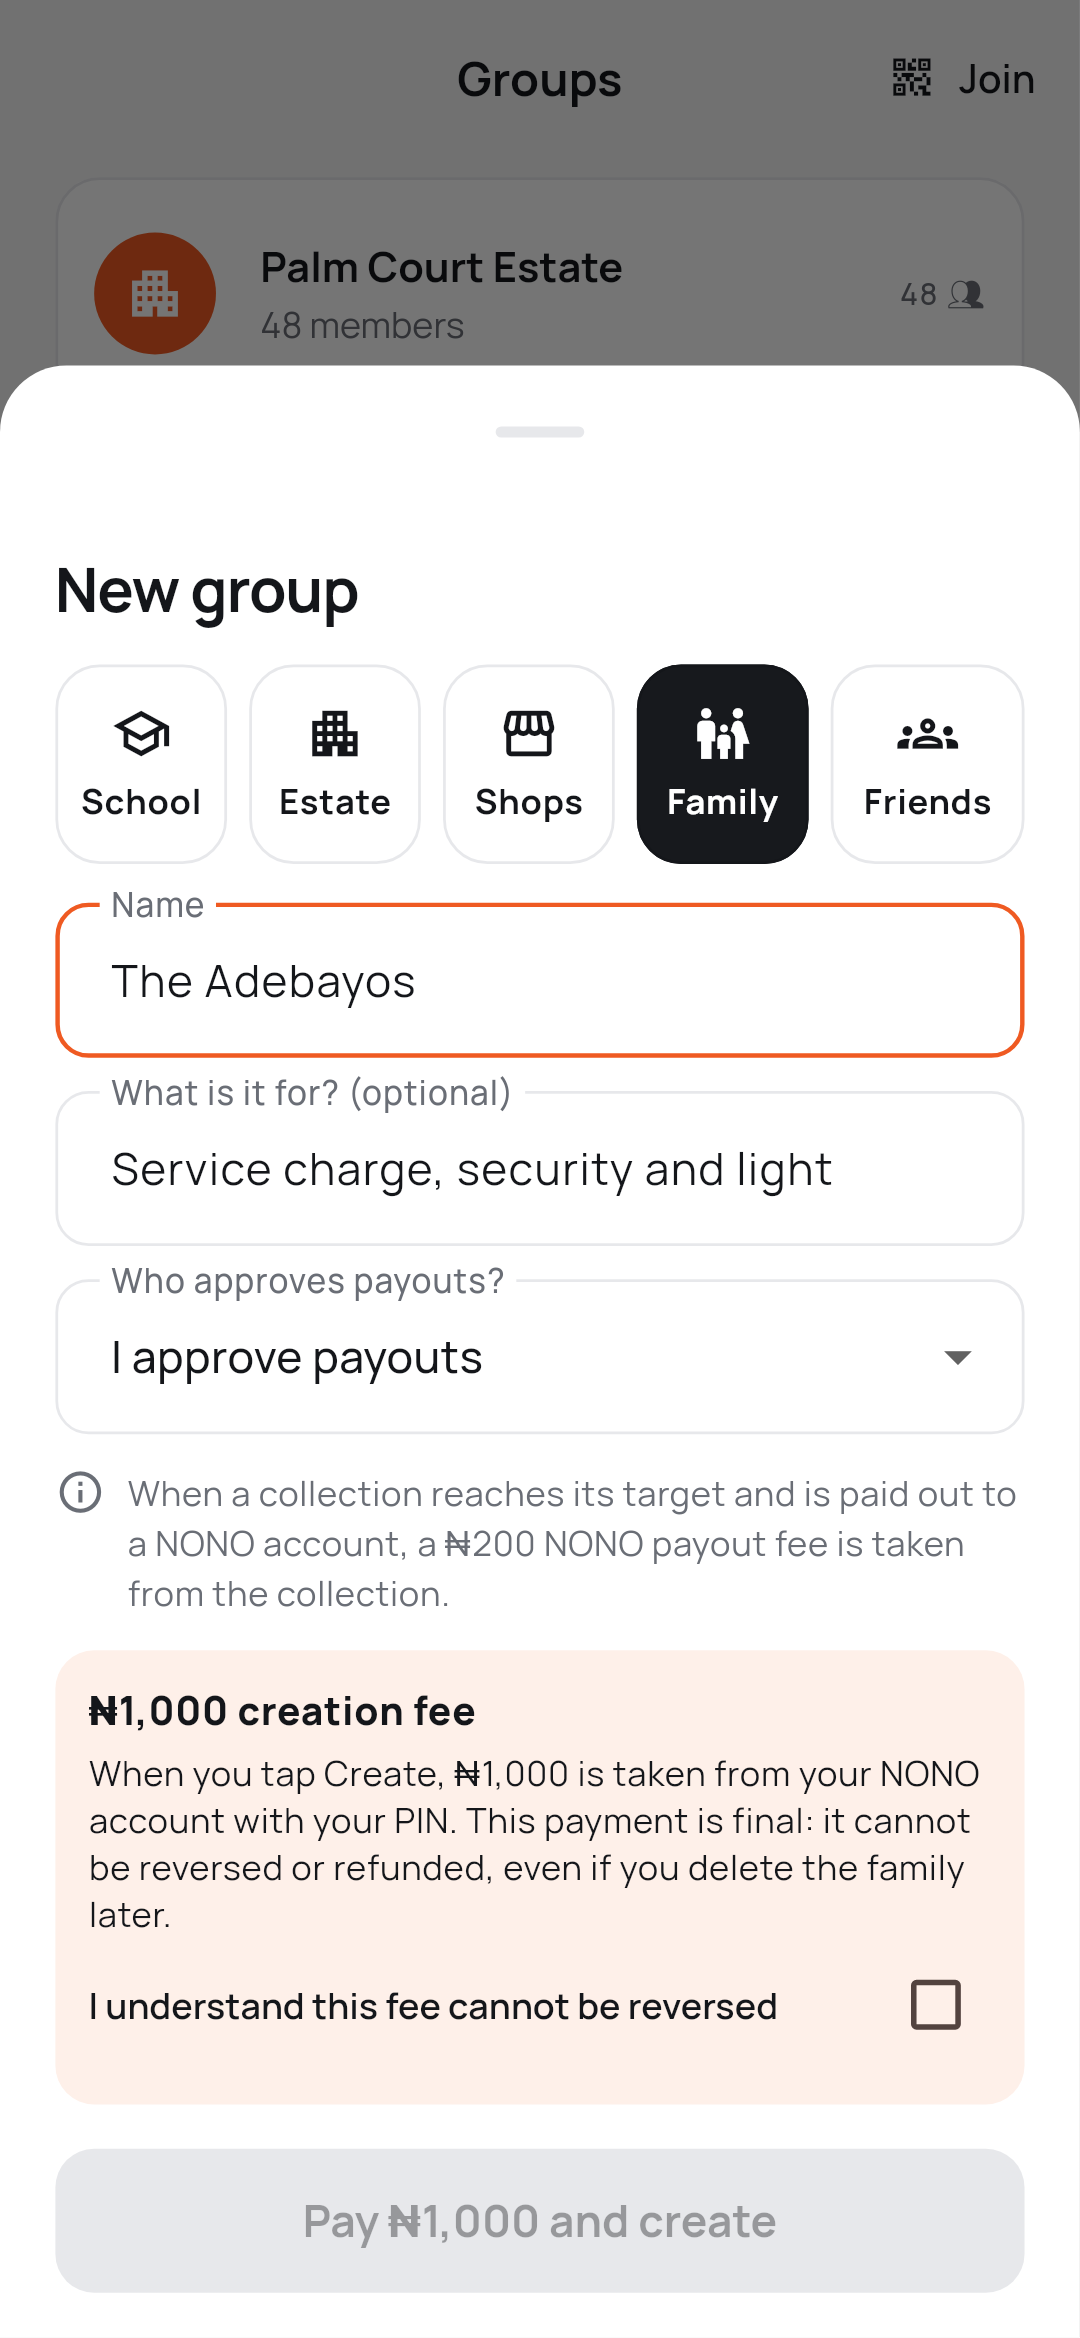 Groups
Join
Palm Court Estate
48 members
48
New group
School
Estate
Shops
Family
Friends
Name
The Adebayos
What is it for? (optional)
Service charge, security and light
Who approves payouts?
I approve payouts
When a collection reaches its target and is paid out to
a NONO account, a ₦200 NONO payout fee is taken
from the collection.
₦1,000 creation fee
When you tap Create, ₦1,000 is taken from your NONO
account with your PIN. This payment is final: it cannot
be reversed or refunded, even if you delete the family
later.
I understand this fee cannot be reversed
Pay ₦1,000 and create